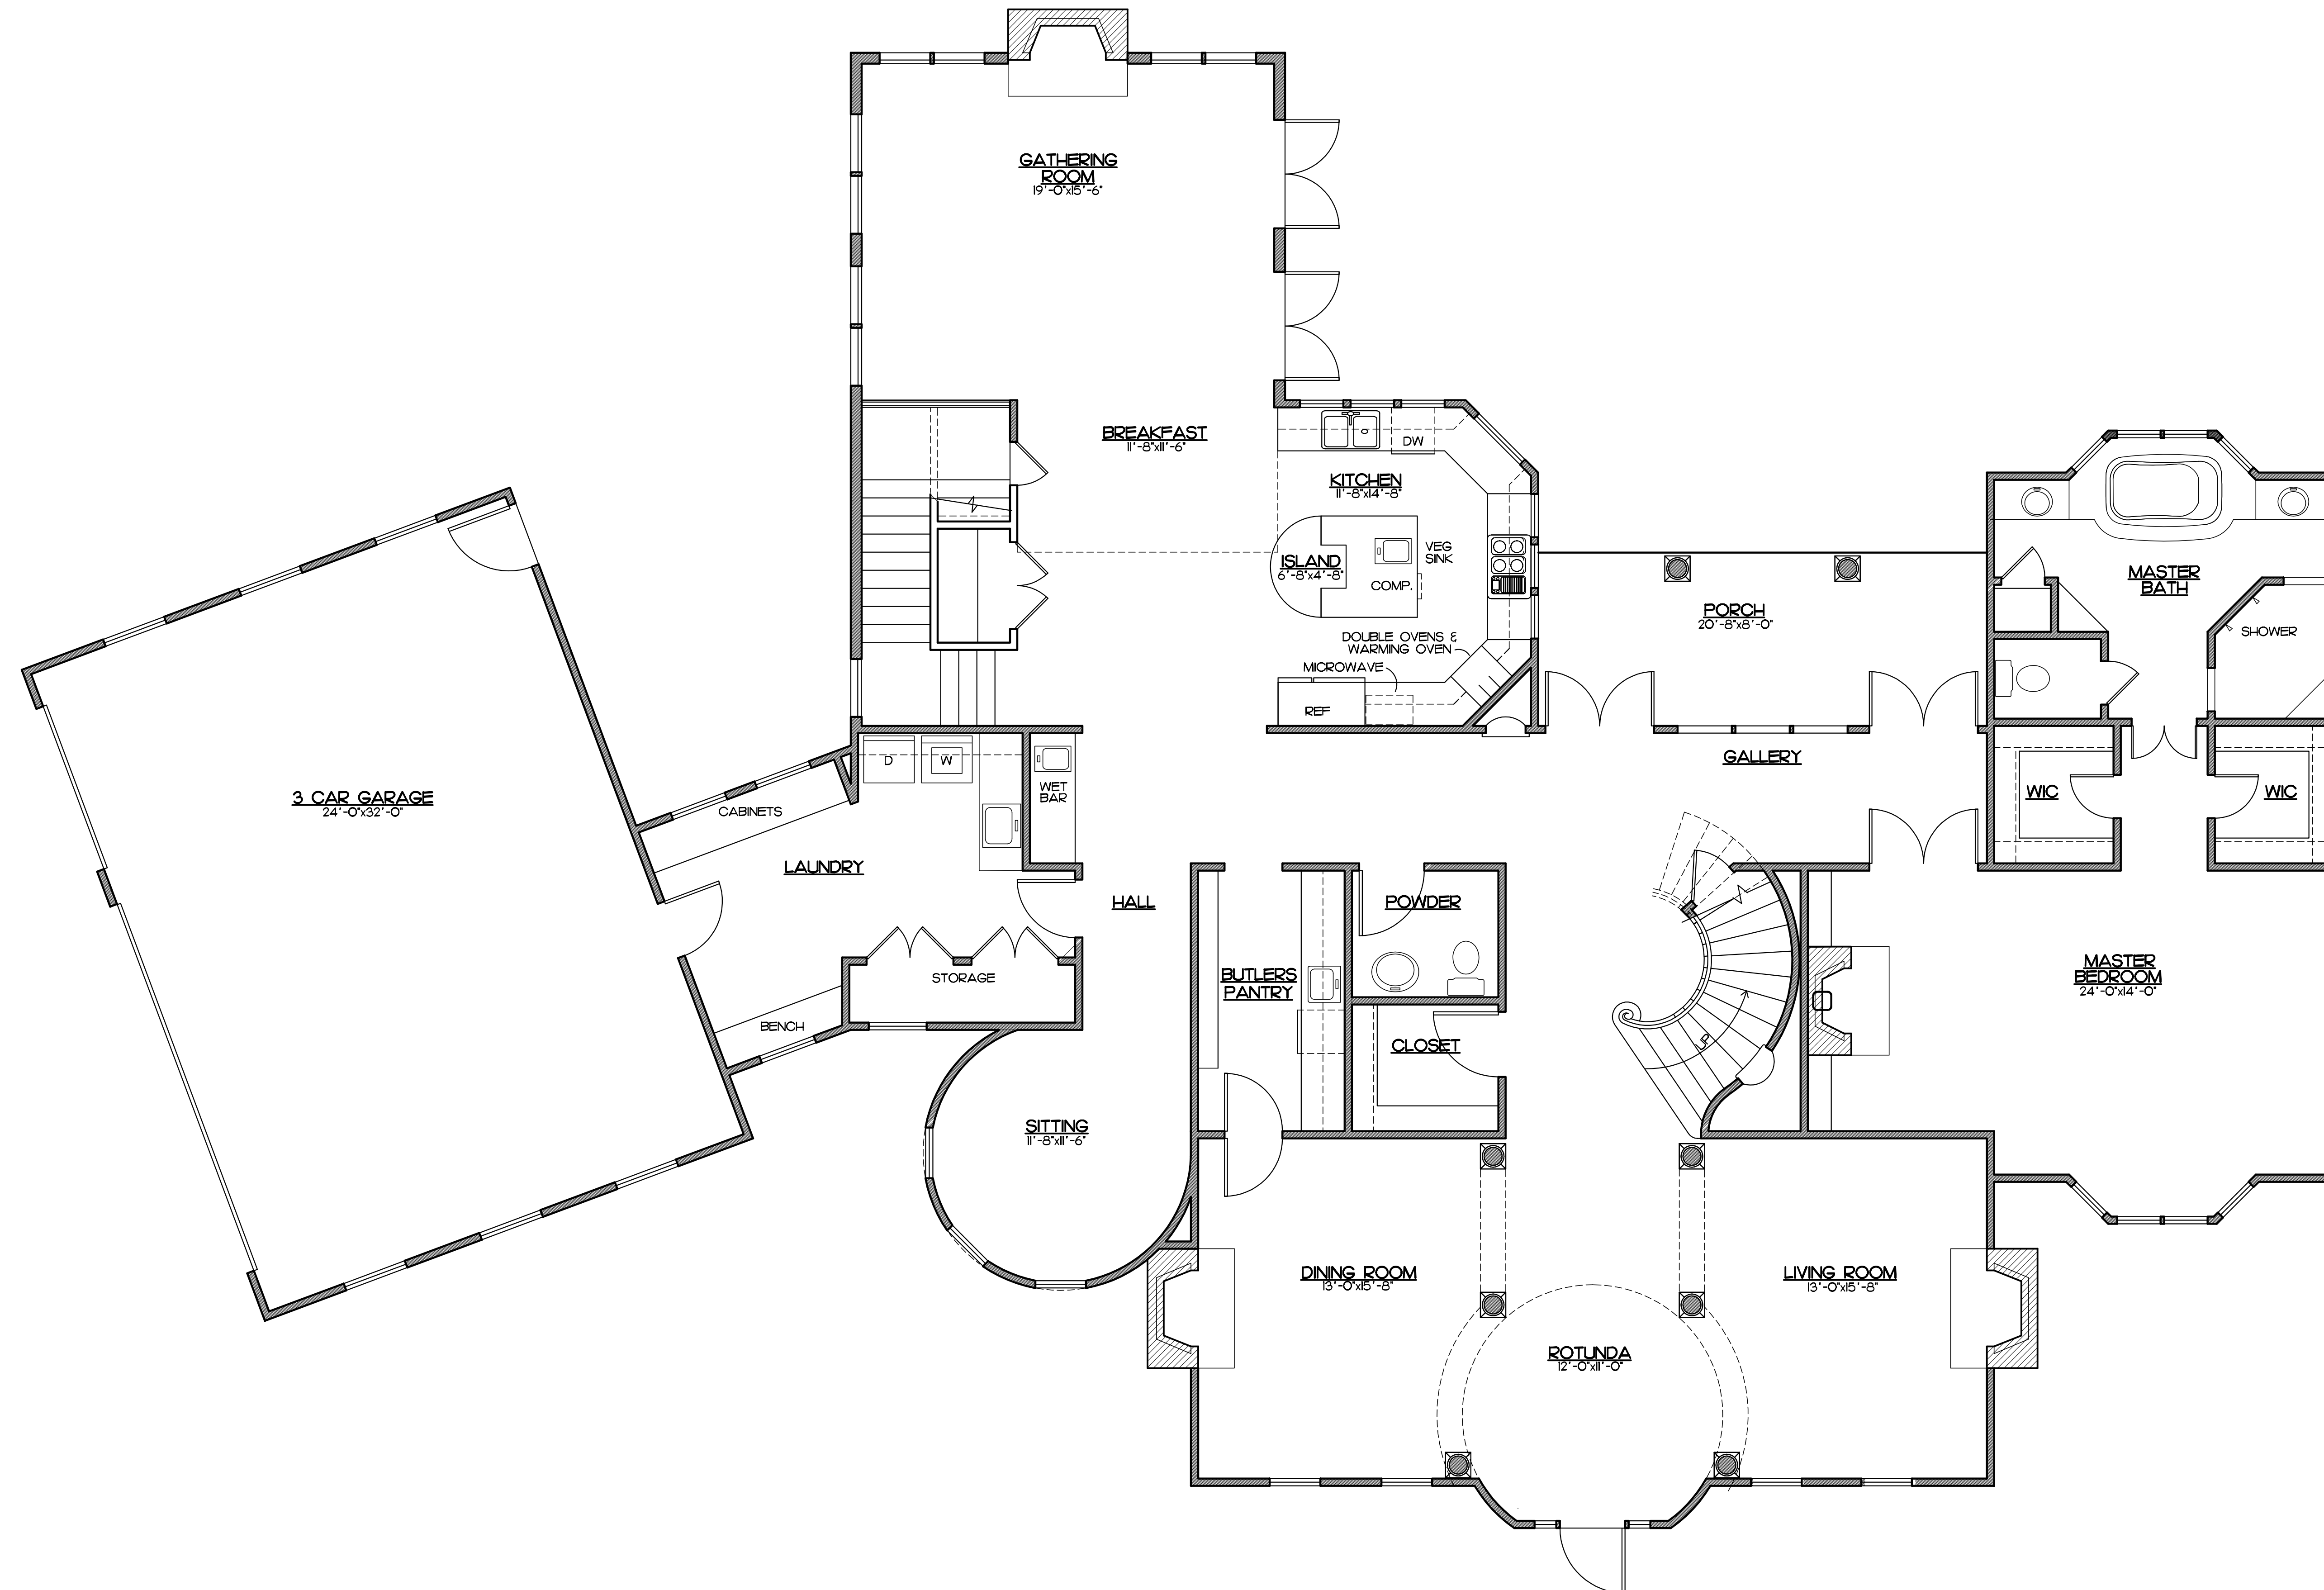 GATHERING
ROOM
19'-0"x15'-6"
BREAKFAST
11'-8"x11'-6"
DW
KITCHEN
11'-8"x14'-8"
ISLAND
6'-8"x4'-8"
VEG
SINK
COMP.
DOUBLE OVENS &
WARMING OVEN
MICROWAVE
REF
PORCH
20'-8"x8'-0"
MASTER
BATH
SHOWER
GALLERY
WIC
WIC
3 CAR GARAGE
24'-0"x32'-0"
CABINETS
D
W
WET
BAR
LAUNDRY
HALL
POWDER
STORAGE
BUTLERS
PANTRY
BENCH
CLOSET
UP
MASTER
BEDROOM
24'-0"x14'-0"
SITTING
11'-8"x11'-6"
DINING ROOM
13'-0"x15'-8"
LIVING ROOM
13'-0"x15'-8"
ROTUNDA
12'-0"x11'-0"